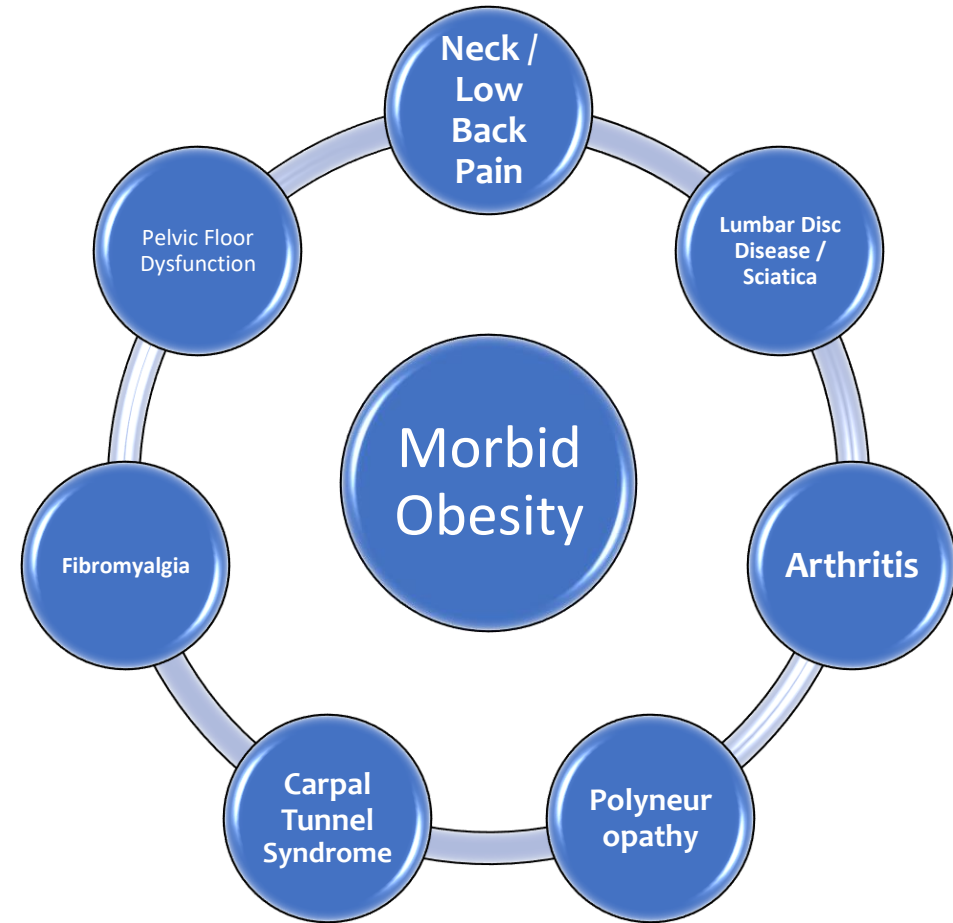 Neck /
Low
Back
Pain
Lumbar Disc
Disease /
Sciatica
Arthritis
Polyneur
opathy
Carpal
Tunnel
Syndrome
Fibromyalgia
Pelvic Floor
Dysfunction
Morbid
Obesity